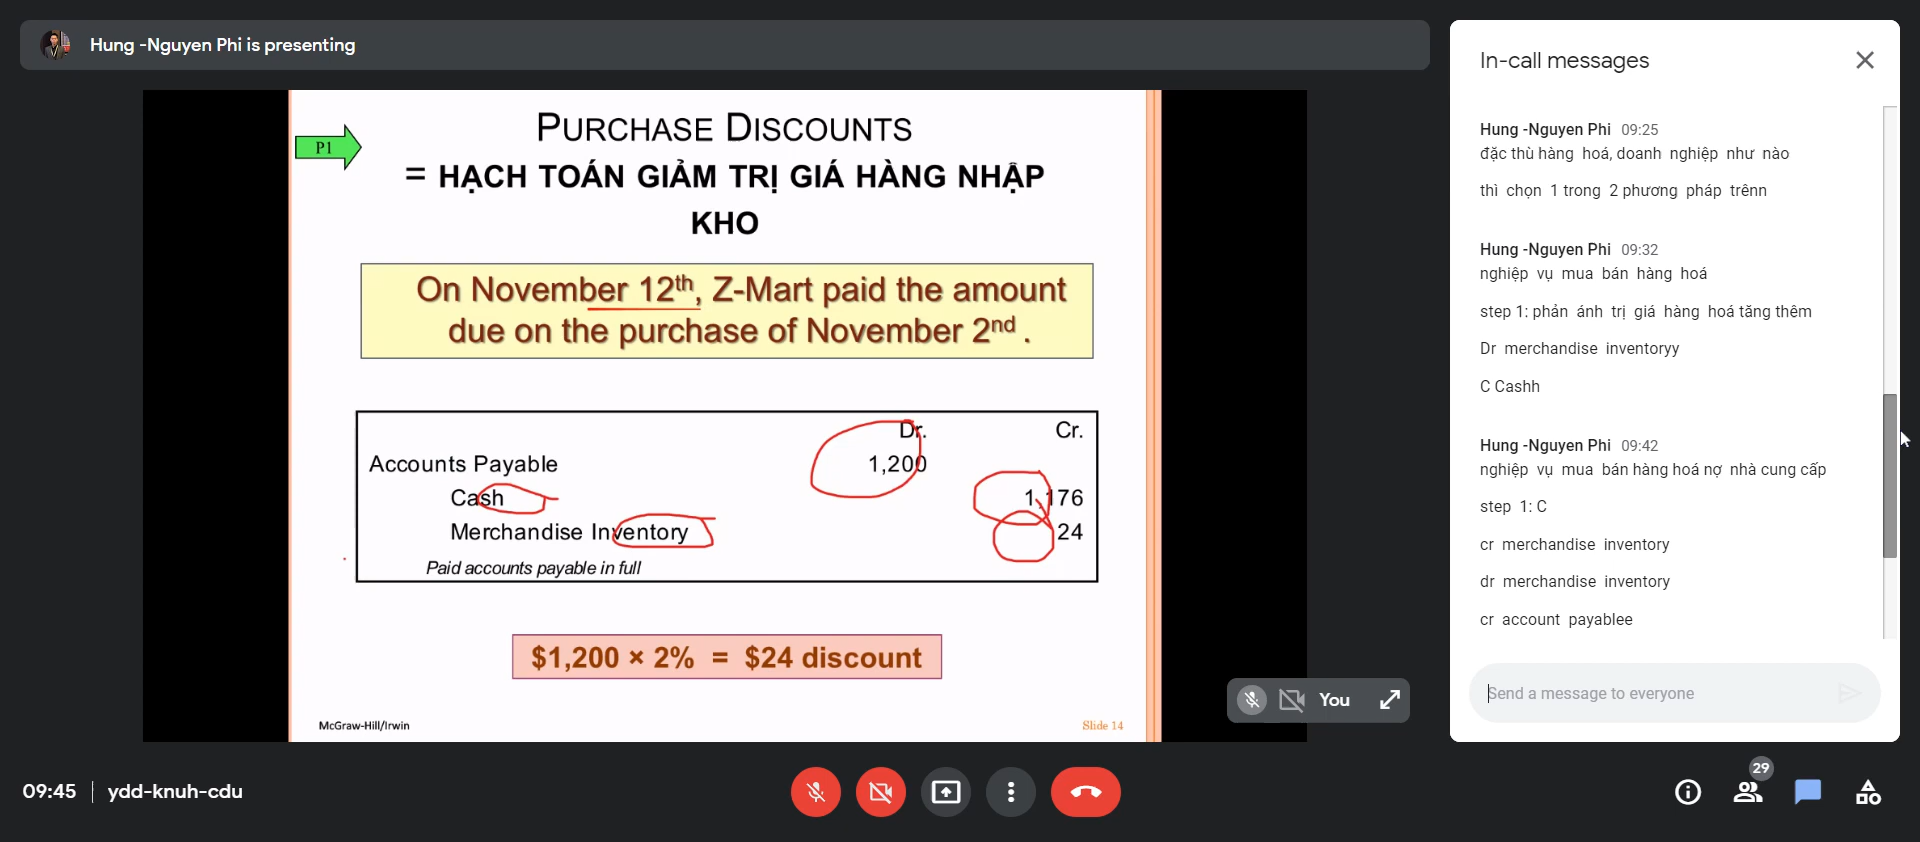 Hung -Nguyen Phi is presenting
P1
PURCHASE DISCOUNTS
= HẠCH TOÁN GIẢM TRỊ GIÁ HÀNG NHẬP
KHO
On November 12th, Z-Mart paid the amount
due on the purchase of November 2nd .
Dr. Cr.
Accounts Payable 1,200
Cash 1,176
Merchandise Inventory 24
Paid accounts payable in full
$1,200 × 2% = $24 discount
McGraw-Hill/Irwin
Slide 14
You
In-call messages
Hung -Nguyen Phi 09:25
đặc thù hàng hoá, doanh nghiệp như nào
thì chọn 1 trong 2 phương pháp trênn
Hung -Nguyen Phi 09:32
nghiệp vụ mua bán hàng hoá
step 1: phản ánh trị giá hàng hoá tăng thêm
Dr merchandise inventoryy
C Cashh
Hung -Nguyen Phi 09:42
nghiệp vụ mua bán hàng hoá nợ nhà cung cấp
step 1: C
cr merchandise inventory
dr merchandise inventory
cr account payablee
Send a message to everyone
09:45 | ydd-knuh-cdu
29